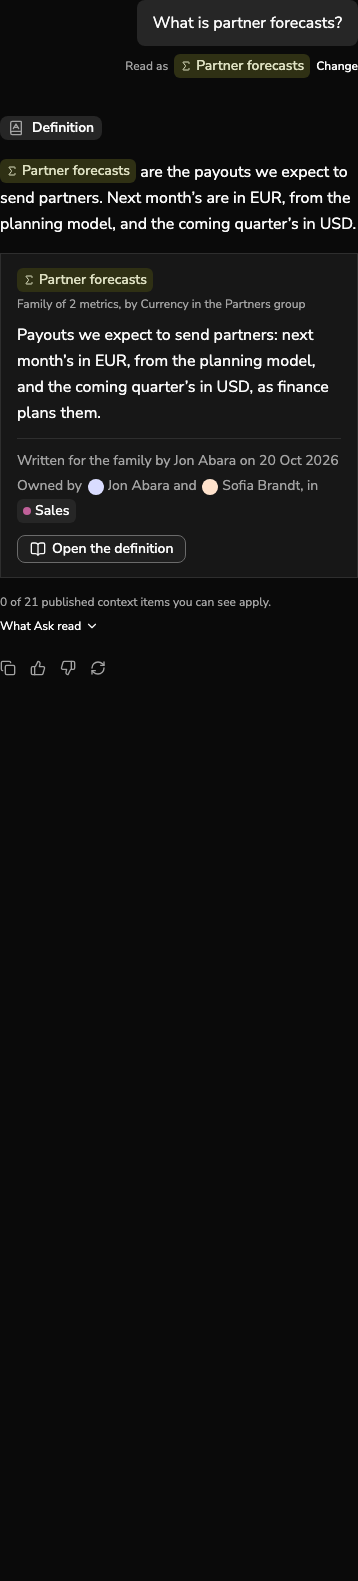 What is partner forecasts?
Read as Σ Partner forecasts Change
Definition
Σ Partner forecasts are the payouts we expect to
send partners. Next month’s are in EUR, from the
planning model, and the coming quarter’s in USD.
Σ Partner forecasts
Family of 2 metrics, by Currency in the Partners group
Payouts we expect to send partners: next
month’s in EUR, from the planning model,
and the coming quarter’s in USD, as finance
plans them.
Written for the family by Jon Abara on 20 Oct 2026
Owned by Jon Abara and Sofia Brandt, in
Sales
Open the definition
0 of 21 published context items you can see apply.
What Ask read